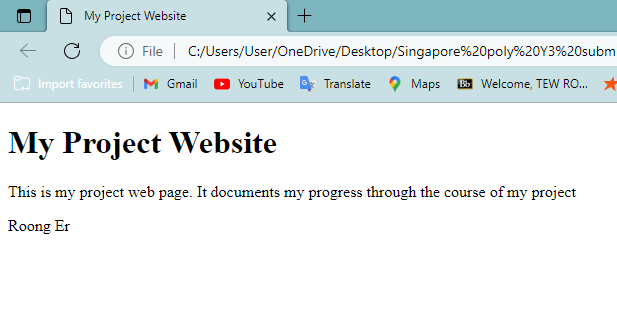 My Project Website
File C:/Users/User/OneDrive/Desktop/Singapore%20poly%20Y3%20subm
Import favorites Gmail YouTube Translate Maps Bb Welcome, TEW RO...
My Project Website
This is my project web page. It documents my progress through the course of my project
Roong Er